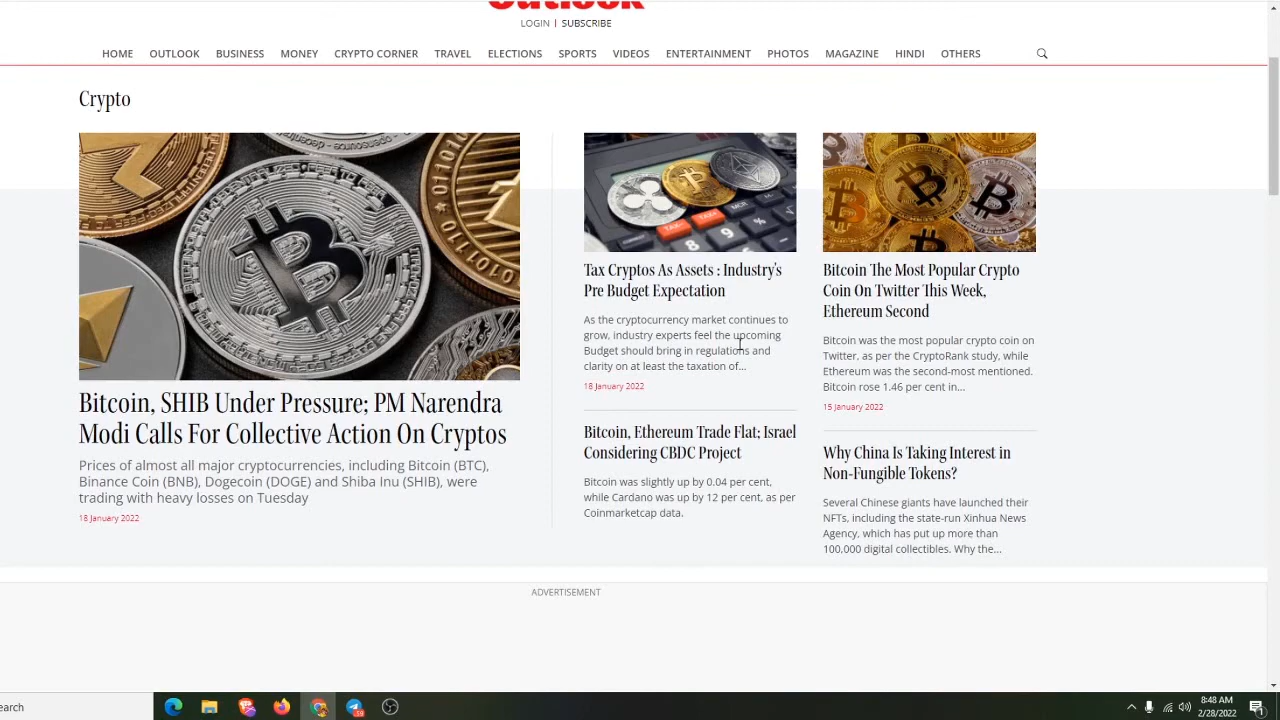 Outlook
LOGIN | SUBSCRIBE
HOME OUTLOOK BUSINESS MONEY CRYPTO CORNER TRAVEL ELECTIONS SPORTS VIDEOS ENTERTAINMENT PHOTOS MAGAZINE HINDI OTHERS
Crypto
Bitcoin, SHIB Under Pressure; PM Narendra
Modi Calls For Collective Action On Cryptos
Prices of almost all major cryptocurrencies, including Bitcoin (BTC),
Binance Coin (BNB), Dogecoin (DOGE) and Shiba Inu (SHIB), were
trading with heavy losses on Tuesday
18 January 2022
Tax Cryptos As Assets : Industry's
Pre Budget Expectation
As the cryptocurrency market continues to
grow, industry experts feel the upcoming
Budget should bring in regulations and
clarity on at least the taxation of...
18 January 2022
Bitcoin, Ethereum Trade Flat; Israel
Considering CBDC Project
Bitcoin was slightly up by 0.04 per cent,
while Cardano was up by 12 per cent, as per
Coinmarketcap data.
Bitcoin The Most Popular Crypto
Coin On Twitter This Week,
Ethereum Second
Bitcoin was the most popular crypto coin on
Twitter, as per the CryptoRank study, while
Ethereum was the second-most mentioned.
Bitcoin rose 1.46 per cent in...
15 January 2022
Why China Is Taking Interest in
Non-Fungible Tokens?
Several Chinese giants have launched their
NFTs, including the state-run Xinhua News
Agency, which has put up more than
100,000 digital collectibles. Why the...
ADVERTISEMENT
earch
8:48 AM
2/28/2022